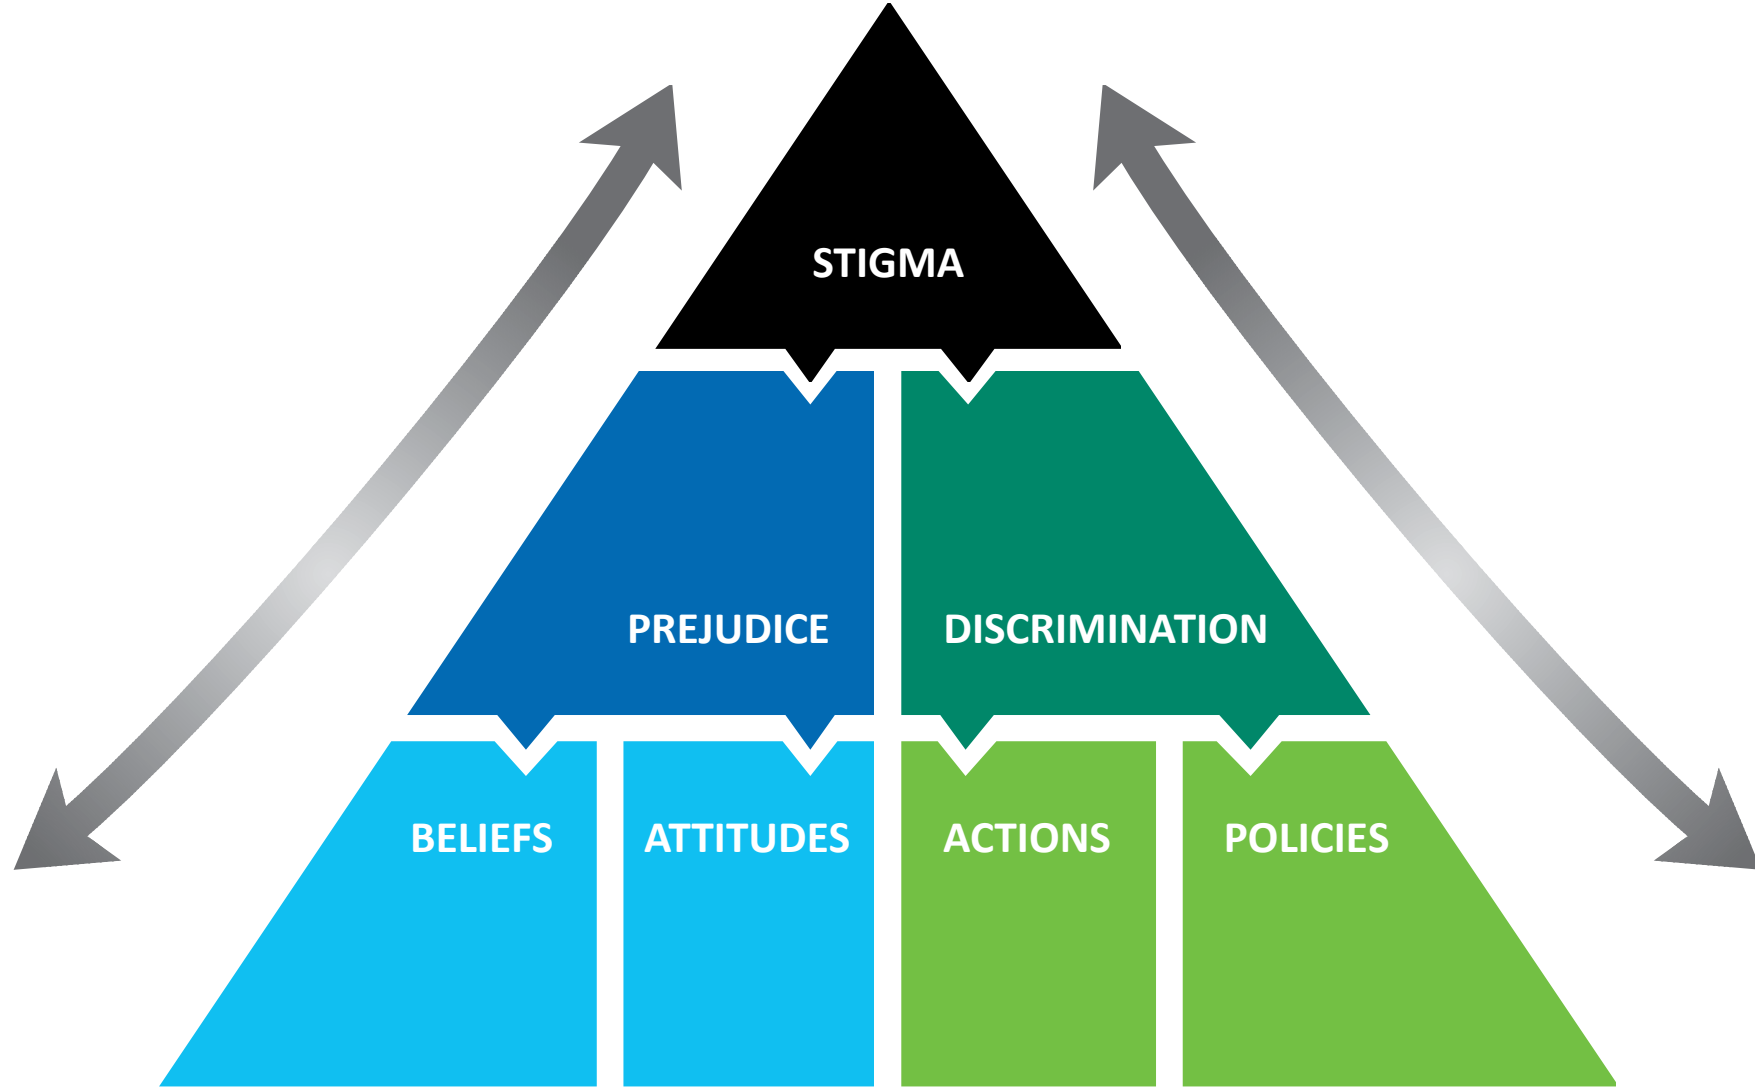 STIGMA
PREJUDICE
DISCRIMINATION
BELIEFS
ATTITUDES
ACTIONS
POLICIES